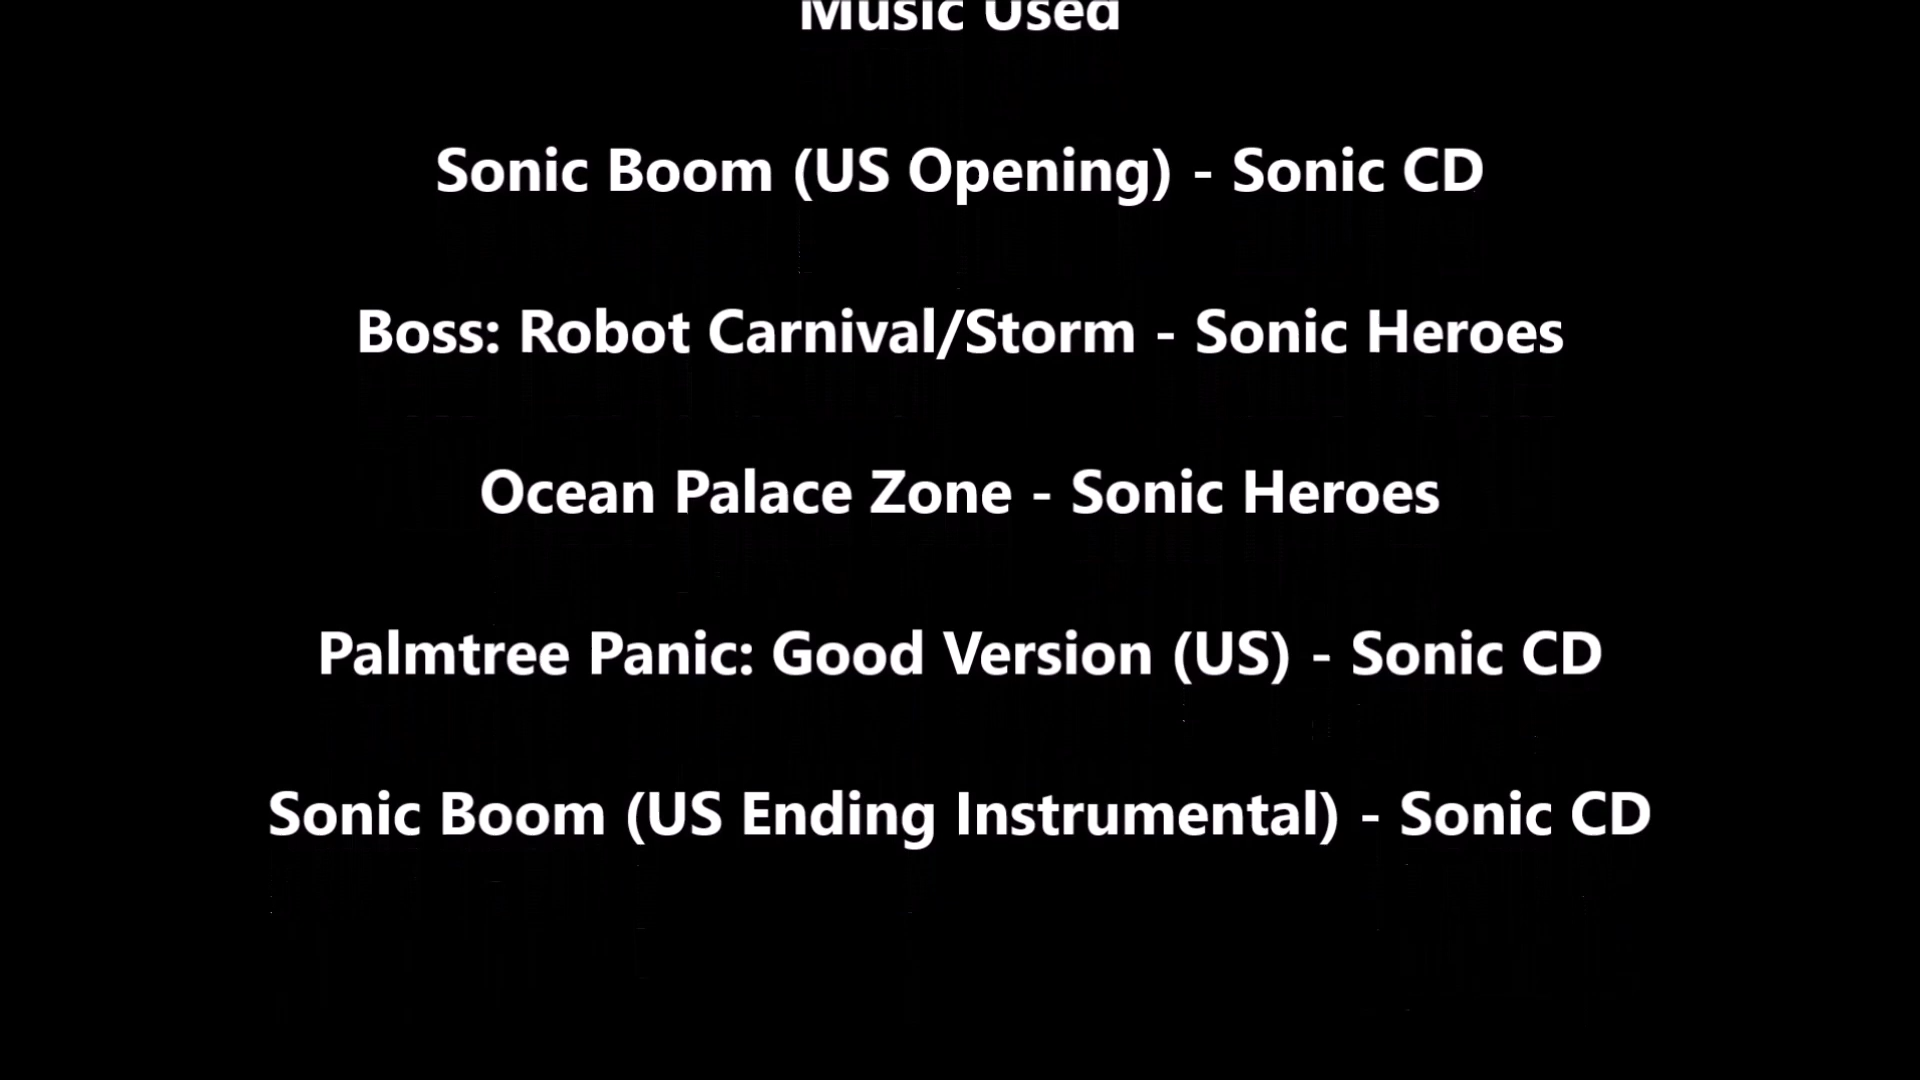 Music Used
Sonic Boom (US Opening) - Sonic CD
Boss: Robot Carnival/Storm - Sonic Heroes
Ocean Palace Zone - Sonic Heroes
Palmtree Panic: Good Version (US) - Sonic CD
Sonic Boom (US Ending Instrumental) - Sonic CD